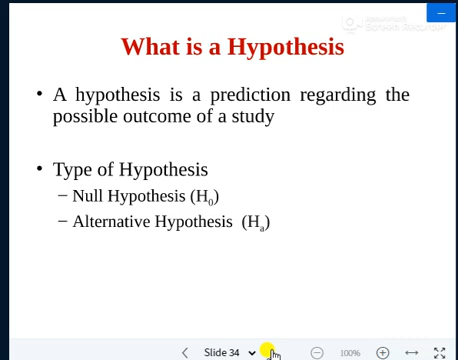 What is a Hypothesis
• A hypothesis is a prediction regarding the
possible outcome of a study
• Type of Hypothesis
– Null Hypothesis (H₀)
– Alternative Hypothesis (Hₐ)
Slide 34
100%